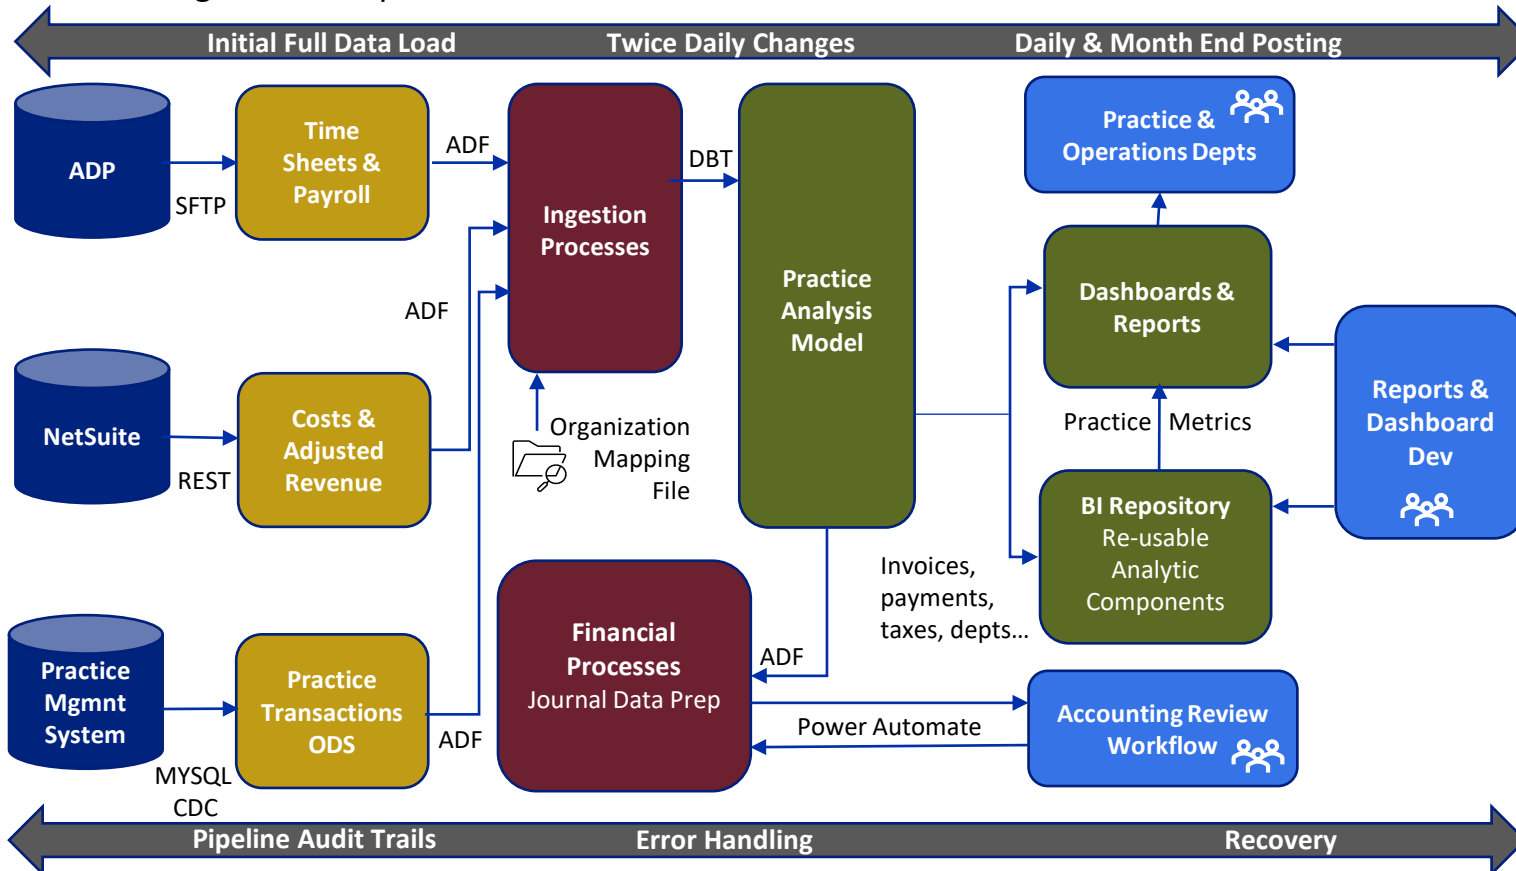 Initial Full Data Load
Twice Daily Changes
Daily & Month End Posting
ADP
SFTP
Time
Sheets &
Payroll
ADF
Ingestion
Processes
DBT
Practice
Analysis
Model
Practice &
Operations Depts
Dashboards &
Reports
Reports &
Dashboard
Dev
NetSuite
REST
Costs &
Adjusted
Revenue
ADF
Organization
Mapping
File
Practice Metrics
BI Repository
Re-usable
Analytic
Components
Invoices,
payments,
taxes, depts...
Practice
Mgmnt
System
MYSQL
CDC
Practice
Transactions
ODS
ADF
Financial
Processes
Journal Data Prep
ADF
Power Automate
Accounting Review
Workflow
Pipeline Audit Trails
Error Handling
Recovery